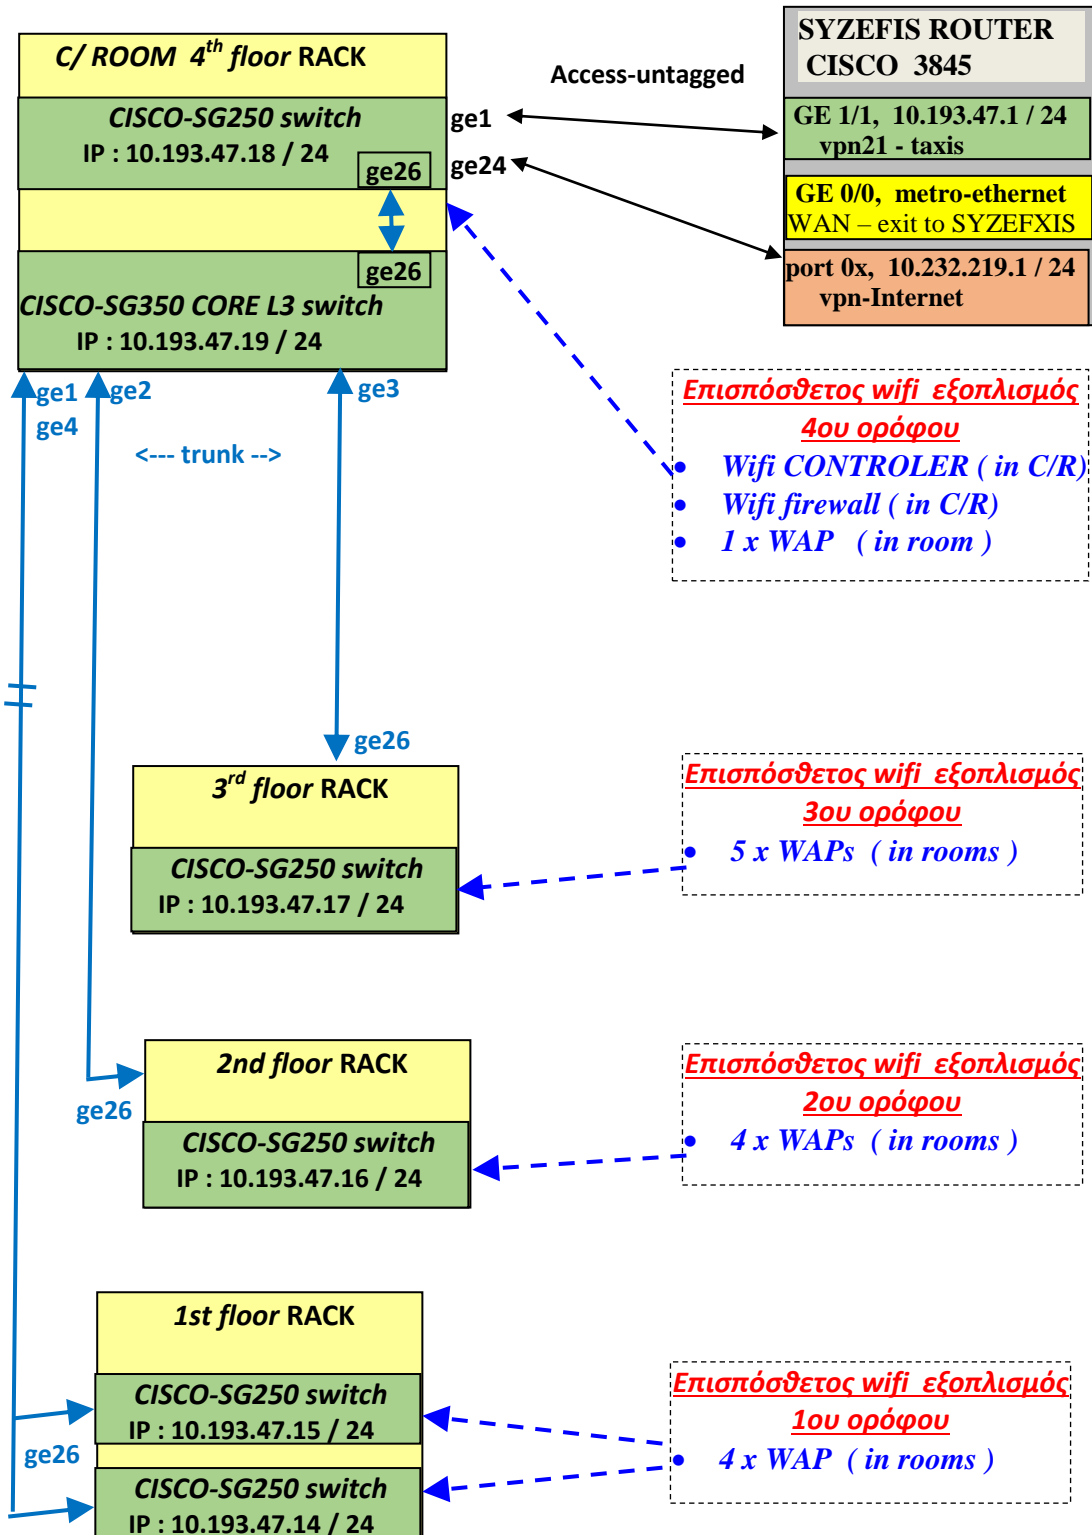 C/ ROOM 4th floor RACK
CISCO-SG250 switch
IP : 10.193.47.18 / 24
ge26
ge26
CISCO-SG350 CORE L3 switch
IP : 10.193.47.19 / 24
ge1
ge24
Access-untagged
SYZEFIS ROUTER
CISCO 3845
GE 1/1, 10.193.47.1 / 24
vpn21 - taxis
GE 0/0, metro-ethernet
WAN – exit to SYZEFXIS
port 0x, 10.232.219.1 / 24
vpn-Internet
ge1
ge4
ge2
ge3
<--- trunk -->
Επισπόσθετος wifi εξοπλισμός
4ου ορόφου
• Wifi CONTROLER ( in C/R)
• Wifi firewall ( in C/R)
• 1 x WAP ( in room )
ge26
3rd floor RACK
CISCO-SG250 switch
IP : 10.193.47.17 / 24
Επισπόσθετος wifi εξοπλισμός
3ου ορόφου
• 5 x WAPs ( in rooms )
2nd floor RACK
ge26
CISCO-SG250 switch
IP : 10.193.47.16 / 24
Επισπόσθετος wifi εξοπλισμός
2ου ορόφου
• 4 x WAPs ( in rooms )
1st floor RACK
CISCO-SG250 switch
IP : 10.193.47.15 / 24
ge26
CISCO-SG250 switch
IP : 10.193.47.14 / 24
Επισπόσθετος wifi εξοπλισμός
1ου ορόφου
• 4 x WAP ( in rooms )